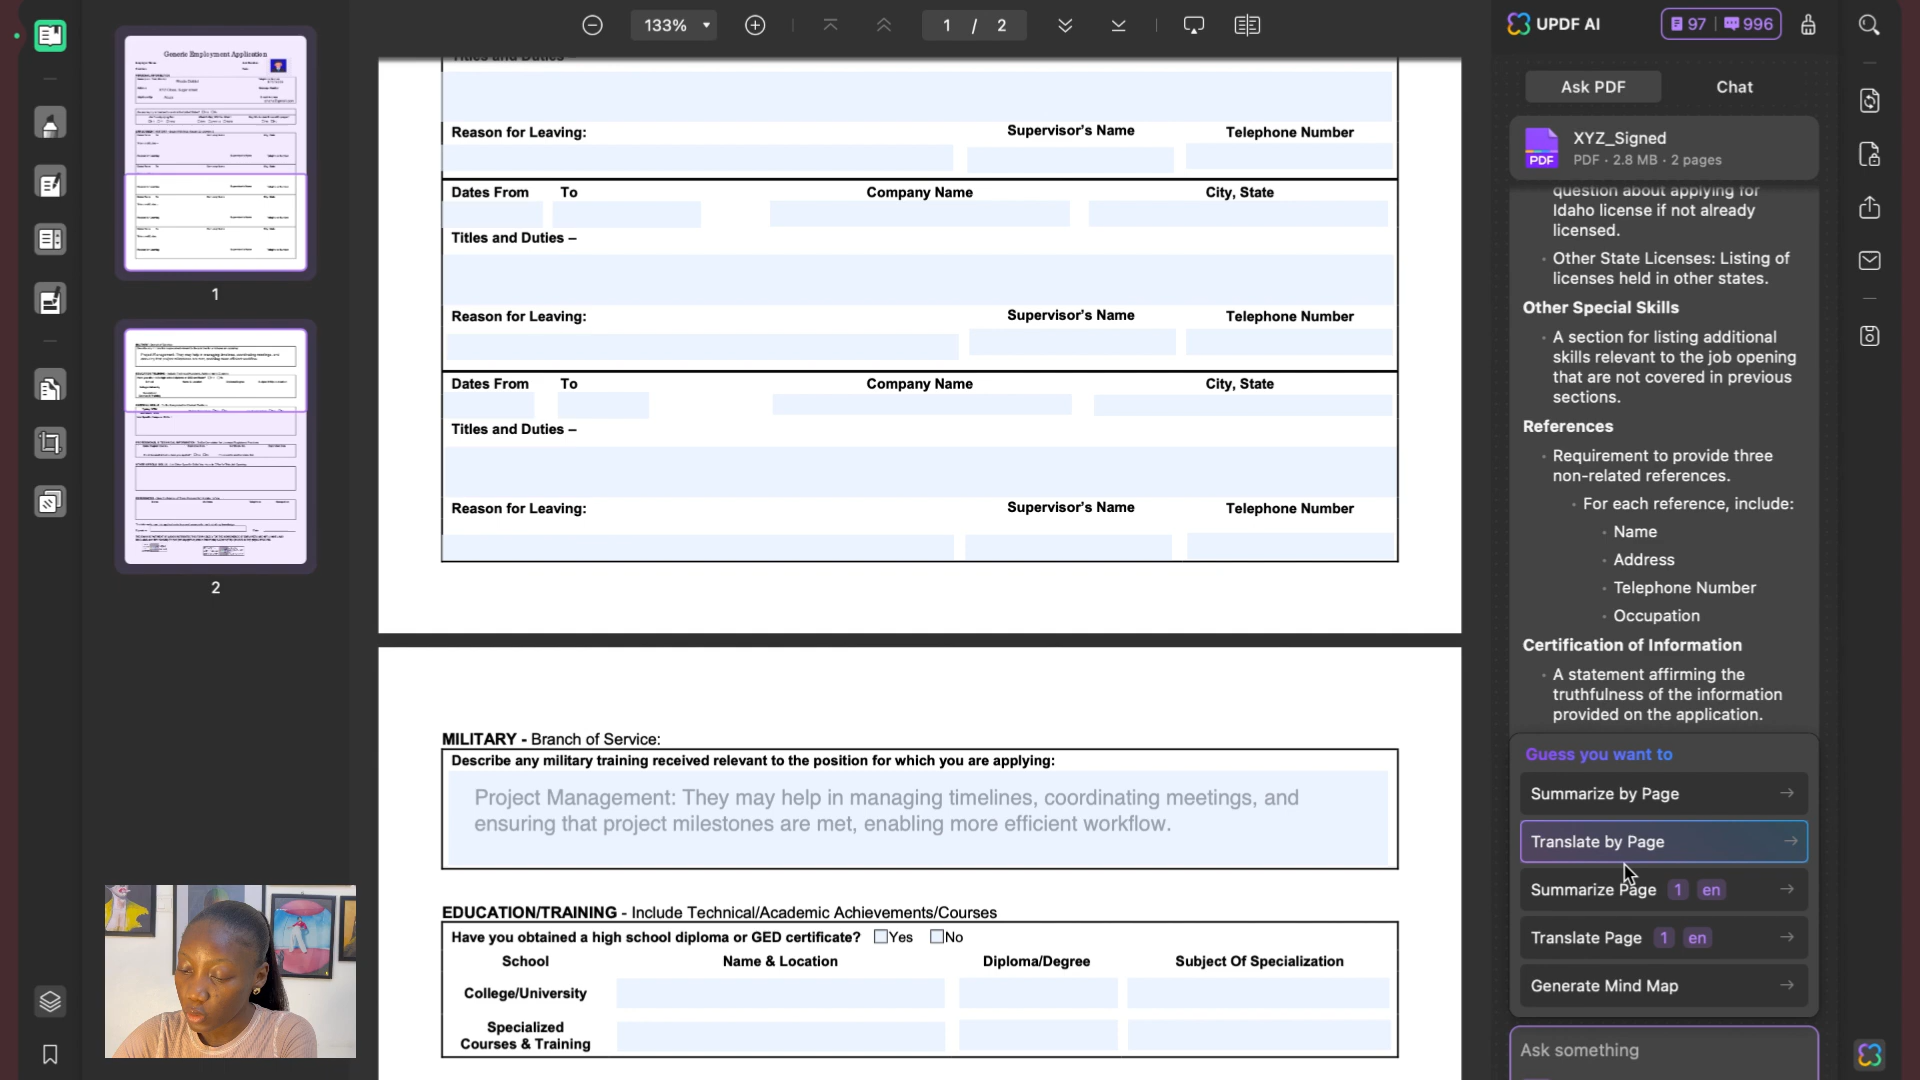 133%
1 / 2
UPDF AI
97
996
Generic Employment Application
1
2
Titles and Duties –
Reason for Leaving:
Supervisor's Name
Telephone Number
Dates From
To
Company Name
City, State
Titles and Duties –
Reason for Leaving:
Supervisor's Name
Telephone Number
Dates From
To
Company Name
City, State
Titles and Duties –
Reason for Leaving:
Supervisor's Name
Telephone Number
MILITARY - Branch of Service:
Describe any military training received relevant to the position for which you are applying:
Project Management: They may help in managing timelines, coordinating meetings, and
ensuring that project milestones are met, enabling more efficient workflow.
EDUCATION/TRAINING - Include Technical/Academic Achievements/Courses
Have you obtained a high school diploma or GED certificate? Yes No
School
Name & Location
Diploma/Degree
Subject Of Specialization
College/University
Specialized
Courses & Training
Ask PDF
Chat
PDF
XYZ_Signed
PDF · 2.8 MB · 2 pages
question about applying for
Idaho license if not already
licensed.
Other State Licenses: Listing of
licenses held in other states.
Other Special Skills
A section for listing additional
skills relevant to the job opening
that are not covered in previous
sections.
References
Requirement to provide three
non-related references.
For each reference, include:
Name
Address
Telephone Number
Occupation
Certification of Information
A statement affirming the
truthfulness of the information
provided on the application.
Guess you want to
Summarize by Page
Translate by Page
Summarize Page 1 en
Translate Page 1 en
Generate Mind Map
Ask something